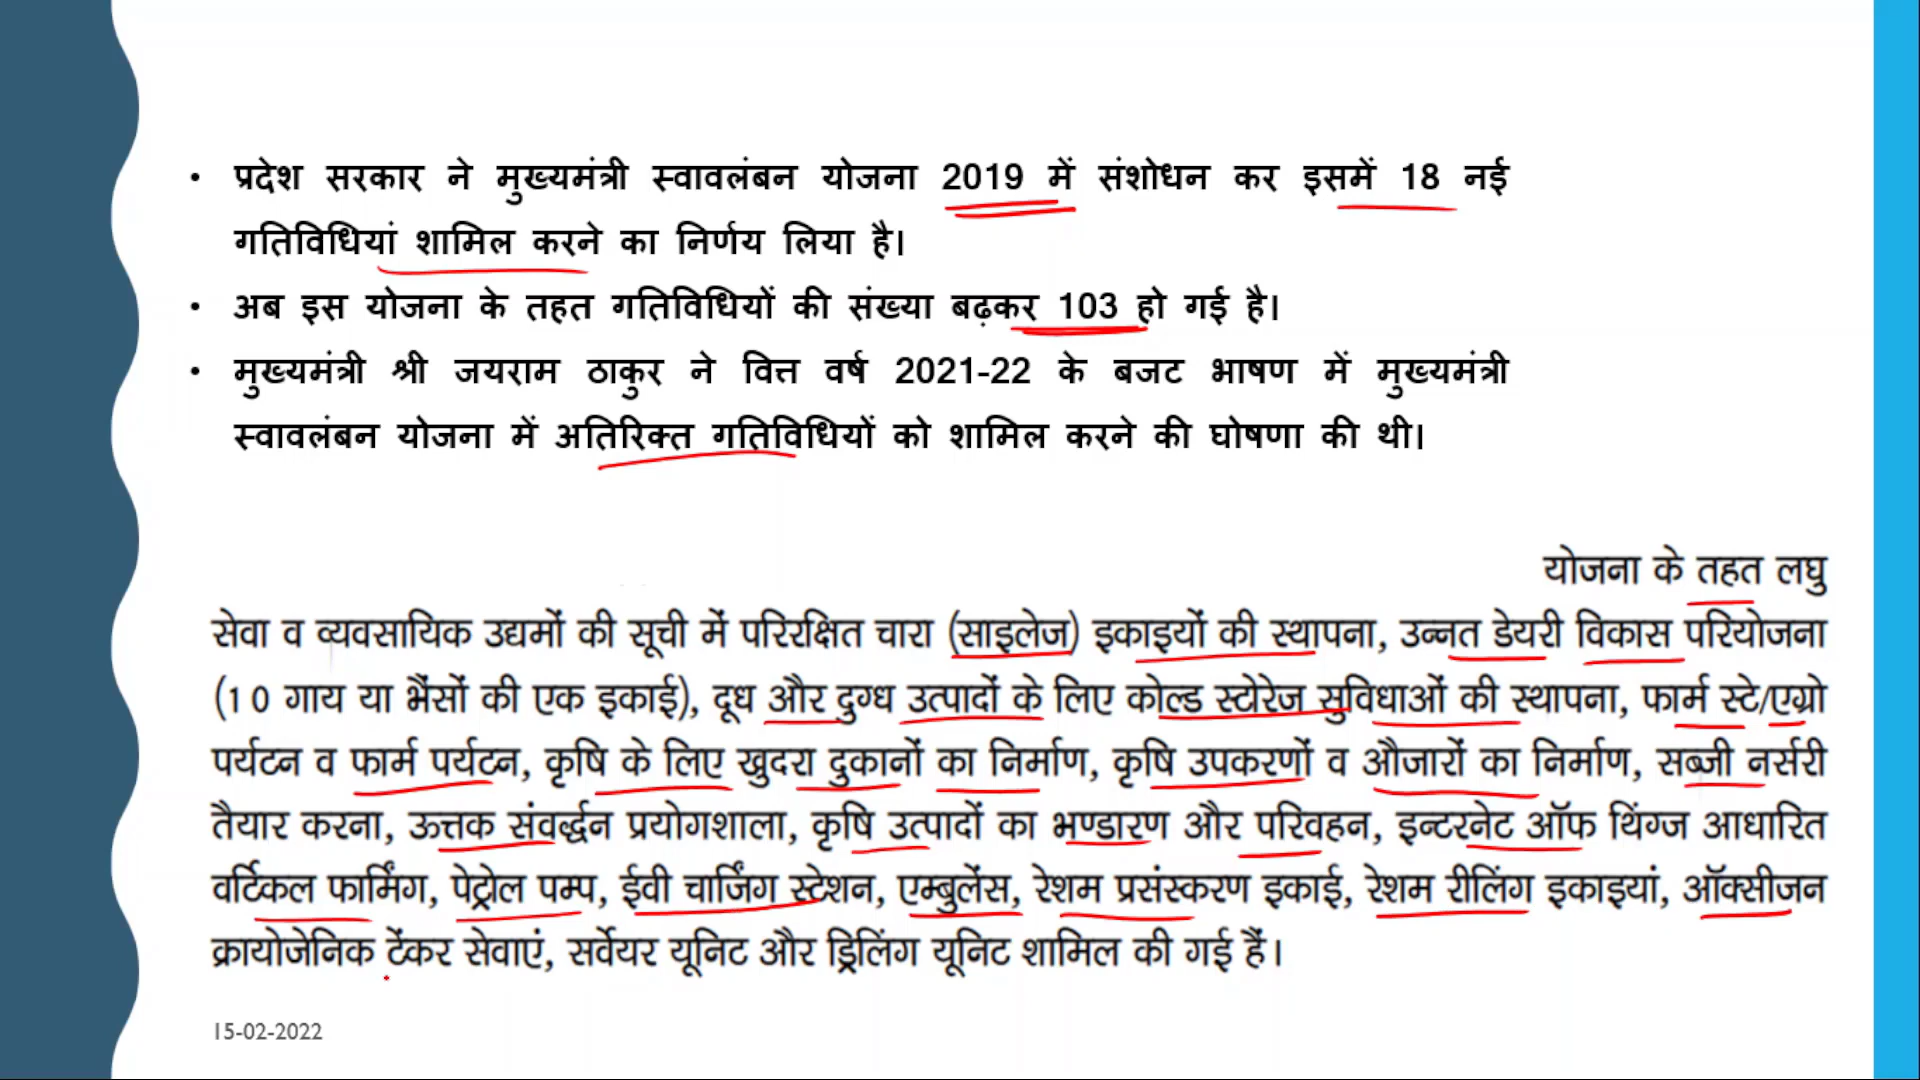 • प्रदेश सरकार ने मुख्यमंत्री स्वावलंबन योजना 2019 में संशोधन कर इसमें 18 नई
गतिविधियां शामिल करने का निर्णय लिया है।
• अब इस योजना के तहत गतिविधियों की संख्या बढ़कर 103 हो गई है।
• मुख्यमंत्री श्री जयराम ठाकुर ने वित्त वर्ष 2021-22 के बजट भाषण में मुख्यमंत्री
स्वावलंबन योजना में अतिरिक्त गतिविधियों को शामिल करने की घोषणा की थी।
योजना के तहत लघु
सेवा व व्यवसायिक उद्यमों की सूची में परिरक्षित चारा (साइलेज) इकाइयों की स्थापना, उन्नत डेयरी विकास परियोजना
(10 गाय या भैंसों की एक इकाई), दूध और दुग्ध उत्पादों के लिए कोल्ड स्टोरेज सुविधाओं की स्थापना, फार्म स्टे/एग्रो
पर्यटन व फार्म पर्यटन, कृषि के लिए खुदरा दुकानों का निर्माण, कृषि उपकरणों व औजारों का निर्माण, सब्जी नर्सरी
तैयार करना, ऊत्तक संवर्द्धन प्रयोगशाला, कृषि उत्पादों का भण्डारण और परिवहन, इन्टरनेट ऑफ थिंग्ज आधारित
वर्टिकल फार्मिंग, पेट्रोल पम्प, ईवी चार्जिंग स्टेशन, एम्बुलेंस, रेशम प्रसंस्करण इकाई, रेशम रीलिंग इकाइयां, ऑक्सीजन
क्रायोजेनिक टेंकर सेवाएं, सर्वेयर यूनिट और ड्रिलिंग यूनिट शामिल की गई हैं।
15-02-2022